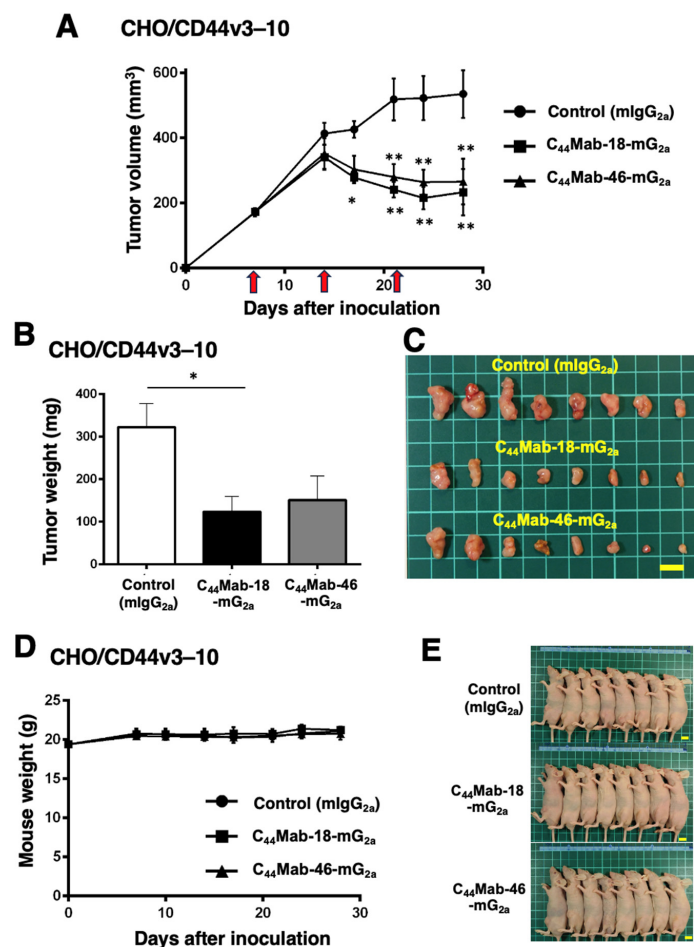 A
CHO/CD44v3–10
Tumor volume (mm3)
600
400
200
0
0
10
20
30
*
**
**
**
**
**
**
Days after inoculation
Control (mIgG2a)
C44Mab-18-mG2a
C44Mab-46-mG2a
B
CHO/CD44v3–10
Tumor weight (mg)
400
300
200
100
0
*
Control
(mIgG2a)
C44Mab-18
-mG2a
C44Mab-46
-mG2a
C
Control (mIgG2a)
C44Mab-18-mG2a
C44Mab-46-mG2a
D
CHO/CD44v3–10
Mouse weight (g)
25
20
15
10
5
0
0
10
20
30
Days after inoculation
Control (mIgG2a)
C44Mab-18-mG2a
C44Mab-46-mG2a
E
Control
(mIgG2a)
C44Mab-18
-mG2a
C44Mab-46
-mG2a